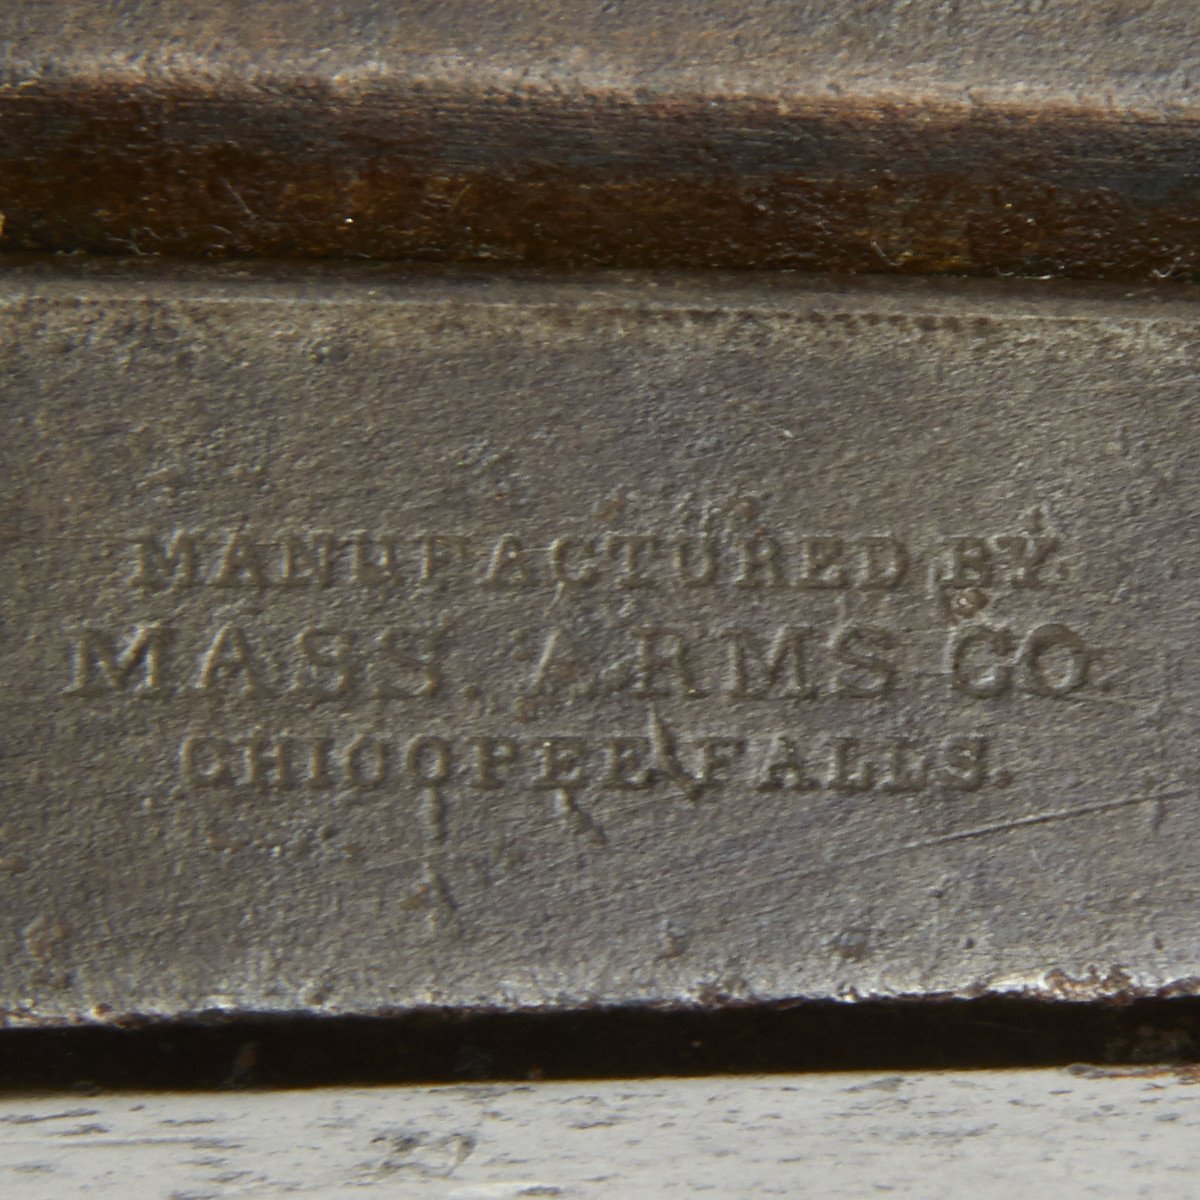 MANUFACTURED BY
MASS. ARMS CO.
CHICOPEE FALLS.